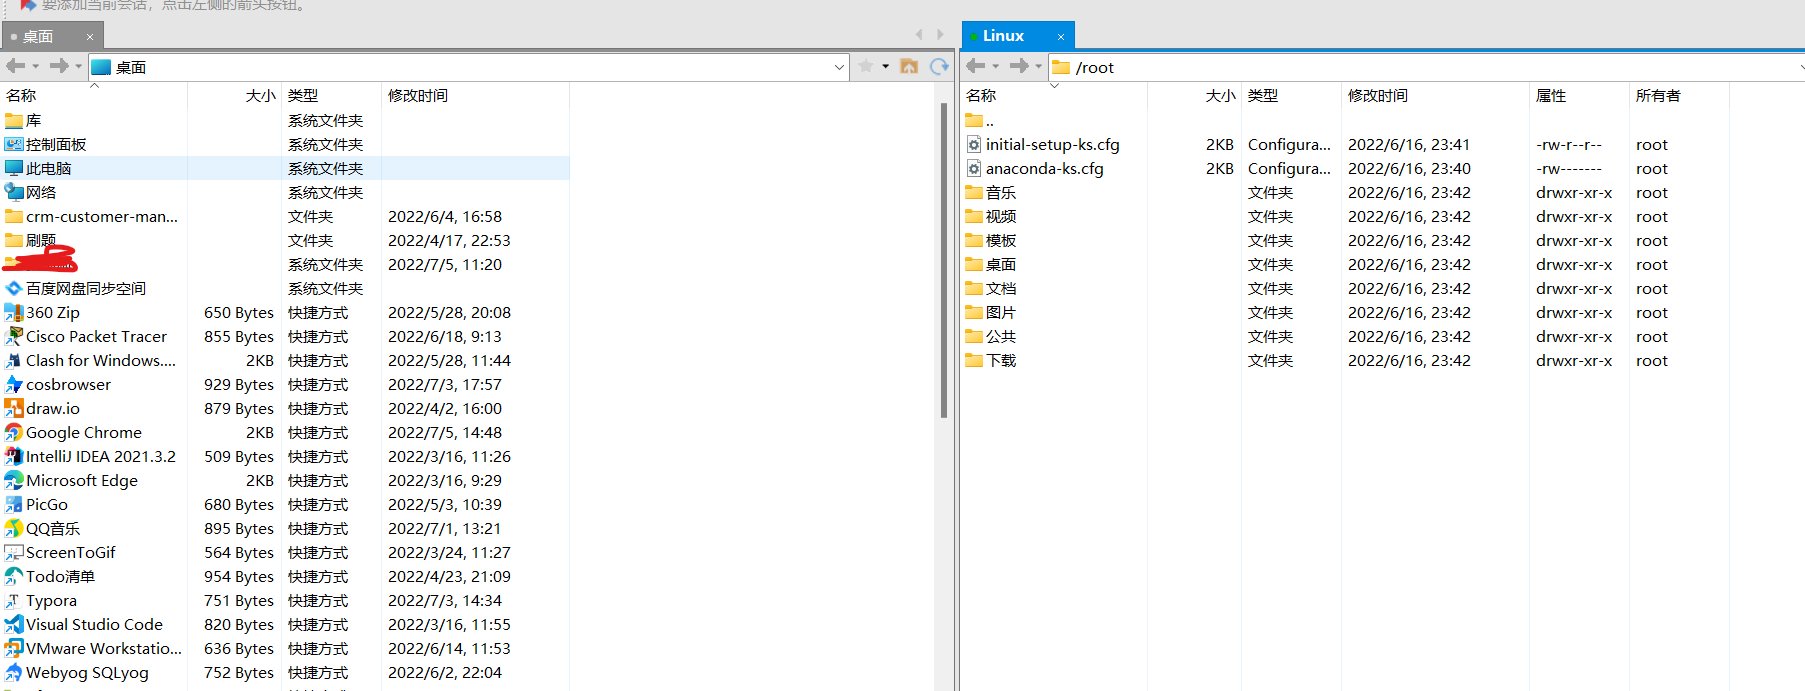 要添加当前会话，点击左侧的箭头按钮。
桌面
桌面
名称 大小 类型 修改时间
库 系统文件夹
控制面板 系统文件夹
此电脑 系统文件夹
网络 系统文件夹
crm-customer-man... 文件夹 2022/6/4, 16:58
刷题 文件夹 2022/4/17, 22:53
系统文件夹 2022/7/5, 11:20
百度网盘同步空间 系统文件夹
360 Zip 650 Bytes 快捷方式 2022/5/28, 20:08
Cisco Packet Tracer 855 Bytes 快捷方式 2022/6/18, 9:13
Clash for Windows.... 2KB 快捷方式 2022/5/28, 11:44
cosbrowser 929 Bytes 快捷方式 2022/7/3, 17:57
draw.io 879 Bytes 快捷方式 2022/4/2, 16:00
Google Chrome 2KB 快捷方式 2022/7/5, 14:48
IntelliJ IDEA 2021.3.2 509 Bytes 快捷方式 2022/3/16, 11:26
Microsoft Edge 2KB 快捷方式 2022/3/16, 9:29
PicGo 680 Bytes 快捷方式 2022/5/3, 10:39
QQ音乐 895 Bytes 快捷方式 2022/7/1, 13:21
ScreenToGif 564 Bytes 快捷方式 2022/3/24, 11:27
Todo清单 954 Bytes 快捷方式 2022/4/23, 21:09
Typora 751 Bytes 快捷方式 2022/7/3, 14:34
Visual Studio Code 820 Bytes 快捷方式 2022/3/16, 11:55
VMware Workstatio... 636 Bytes 快捷方式 2022/6/14, 11:53
Webyog SQLyog 752 Bytes 快捷方式 2022/6/2, 22:04
Linux
/root
名称 大小 类型 修改时间 属性 所有者
..
initial-setup-ks.cfg 2KB Configura... 2022/6/16, 23:41 -rw-r--r-- root
anaconda-ks.cfg 2KB Configura... 2022/6/16, 23:40 -rw------- root
音乐 文件夹 2022/6/16, 23:42 drwxr-xr-x root
视频 文件夹 2022/6/16, 23:42 drwxr-xr-x root
模板 文件夹 2022/6/16, 23:42 drwxr-xr-x root
桌面 文件夹 2022/6/16, 23:42 drwxr-xr-x root
文档 文件夹 2022/6/16, 23:42 drwxr-xr-x root
图片 文件夹 2022/6/16, 23:42 drwxr-xr-x root
公共 文件夹 2022/6/16, 23:42 drwxr-xr-x root
下载 文件夹 2022/6/16, 23:42 drwxr-xr-x root